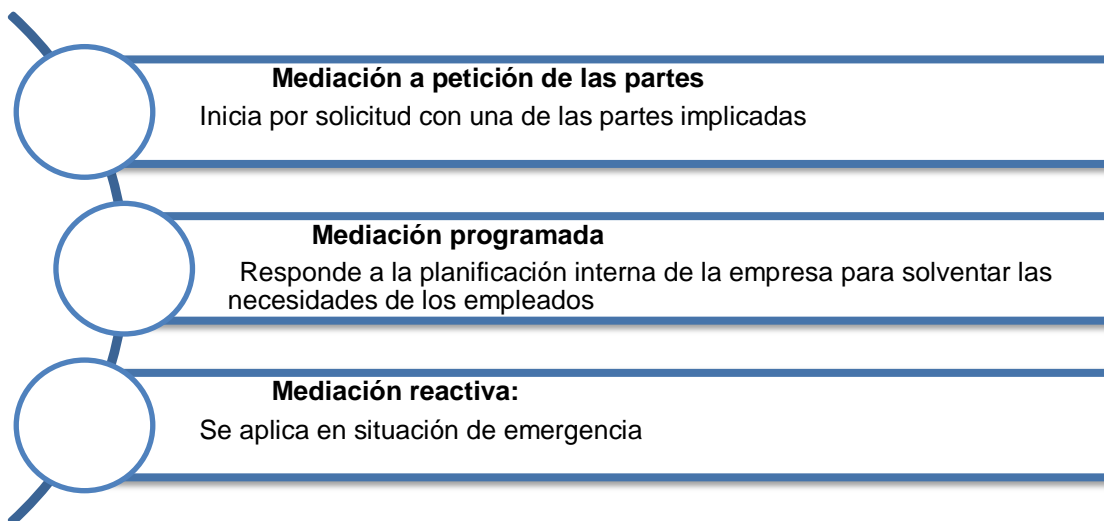 Mediación a petición de las partes
Inicia por solicitud con una de las partes implicadas
Mediación programada
Responde a la planificación interna de la empresa para solventar las
necesidades de los empleados
Mediación reactiva:
Se aplica en situación de emergencia